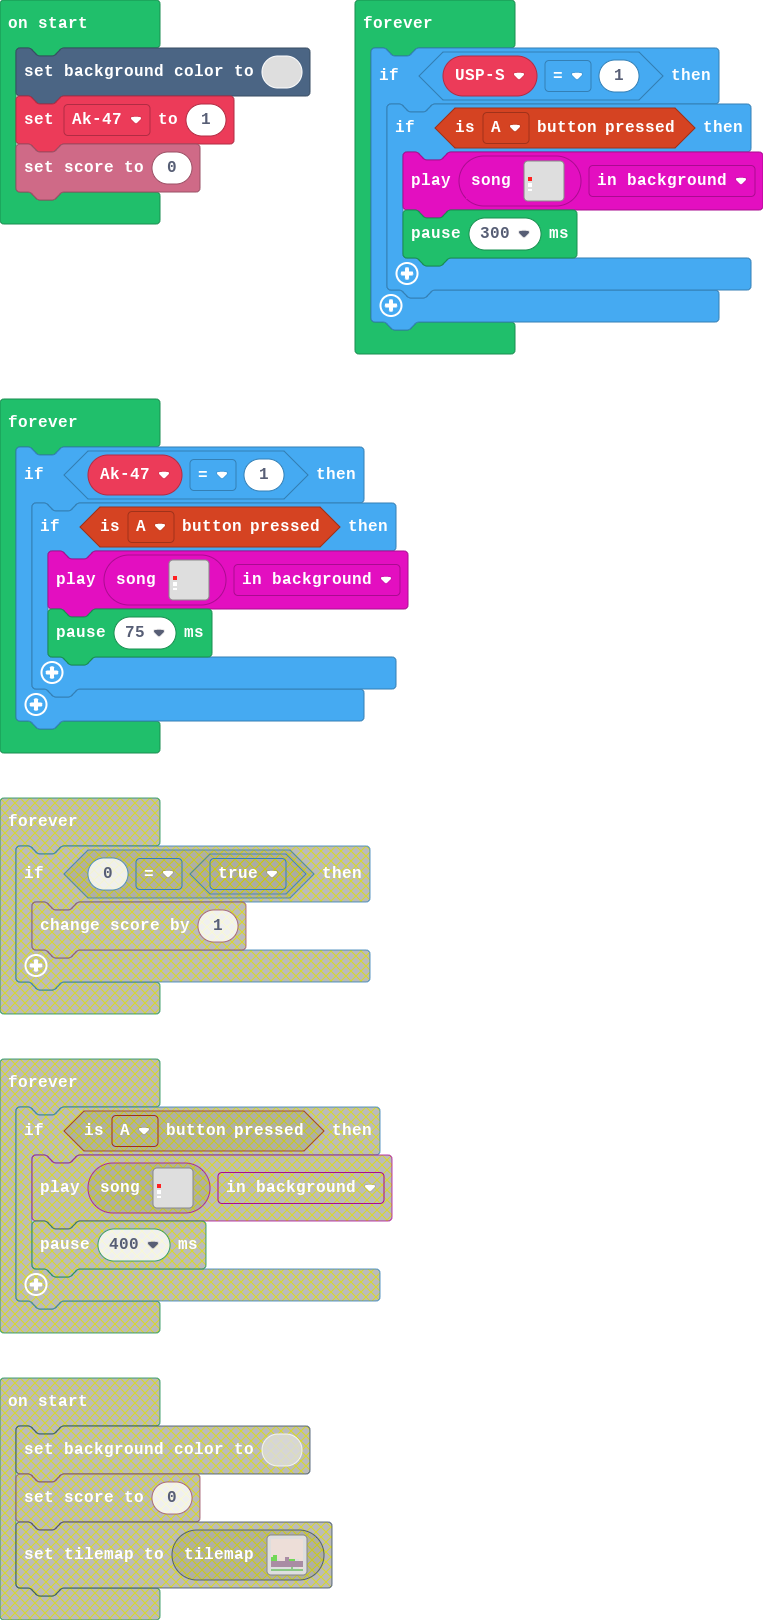 on start
set background color to
set Ak-47 to 1
set score to 0
forever
if USP-S = 1 then
if is A button pressed then
play song in background
pause 300 ms
forever
if Ak-47 = 1 then
if is A button pressed then
play song in background
pause 75 ms
forever
if 0 = true then
change score by 1
forever
if is A button pressed then
play song in background
pause 400 ms
on start
set background color to
set score to 0
set tilemap to tilemap